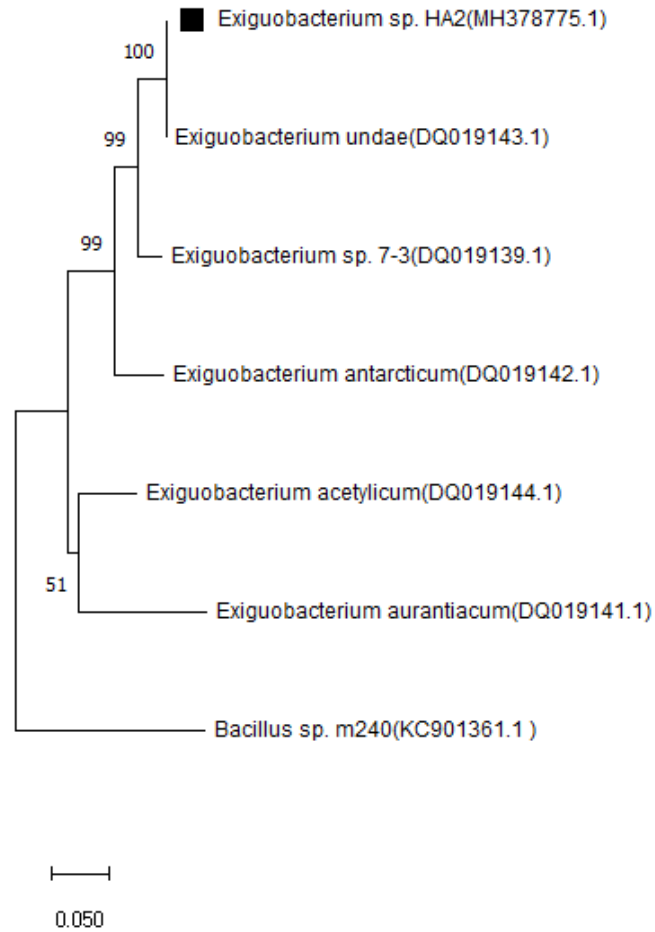 Exiguobacterium sp. HA2(MH378775.1)
100
Exiguobacterium undae(DQ019143.1)
99
Exiguobacterium sp. 7-3(DQ019139.1)
99
Exiguobacterium antarcticum(DQ019142.1)
Exiguobacterium acetylicum(DQ019144.1)
51
Exiguobacterium aurantiacum(DQ019141.1)
Bacillus sp. m240(KC901361.1 )
0.050